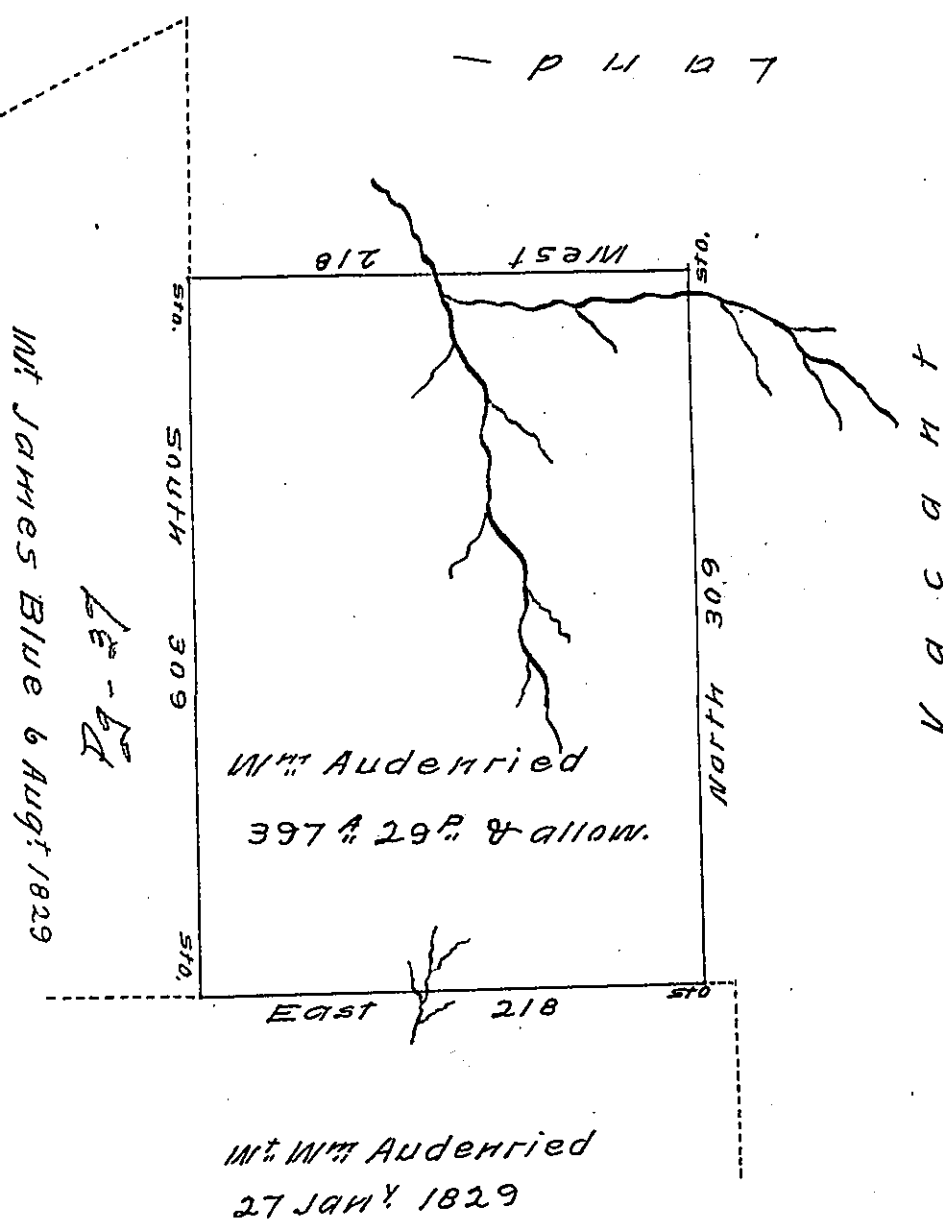 Vacant
Land —
West 218
sto.
sto.
South 309
North 309
Wᵐ Audenried
397 ᴬ 29 ᴾ & allow.
sto.
sto
East 218
Wᵗ James Blue 6 Augᵗ 1829
Wᵗ Wᵐ Audenried
27 Janʸ 1829